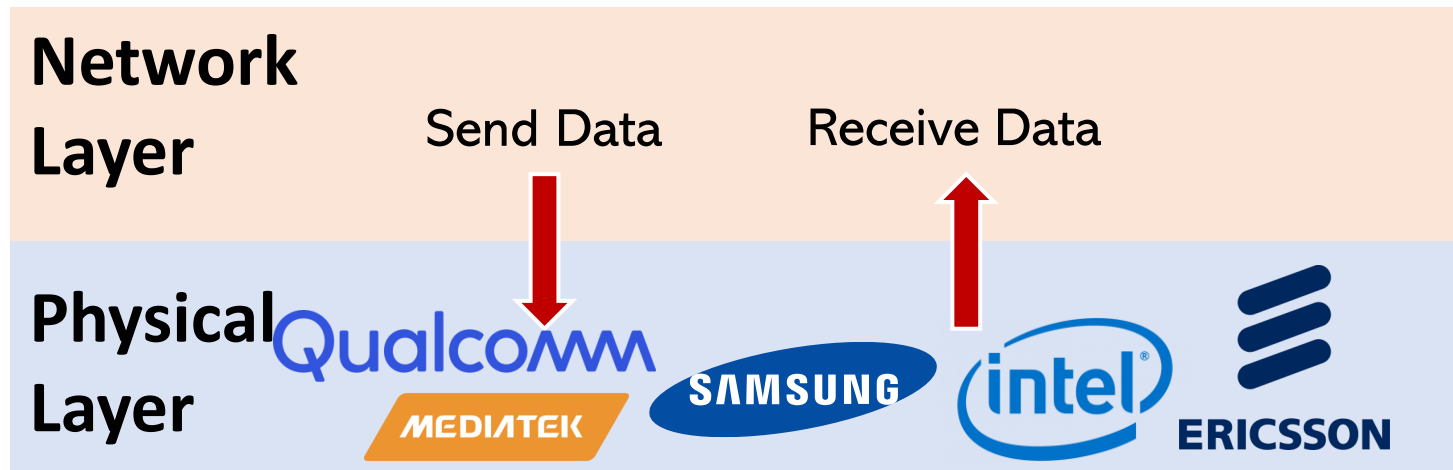 Network
Layer
Send Data
Receive Data
Physical
Layer
Qualcomm
MEDIATEK
SAMSUNG
intel®
ERICSSON